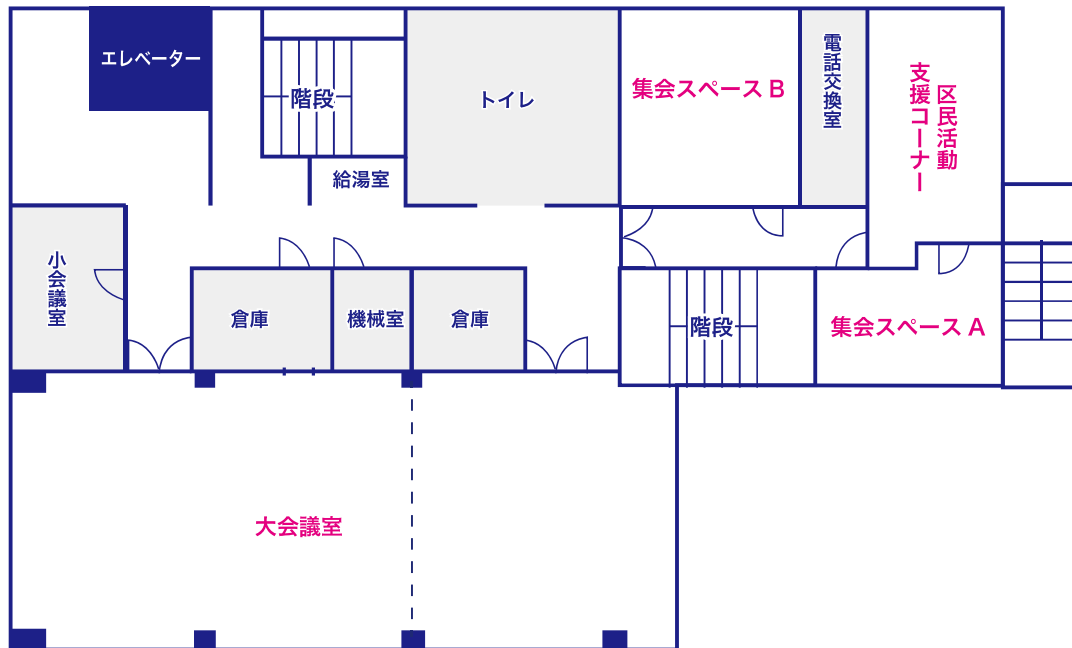 エレベーター
階段
トイレ
給湯室
集会スペース B
電話交換室
区民活動
支援コーナー
小会議室
倉庫
機械室
倉庫
階段
集会スペース A
大会議室